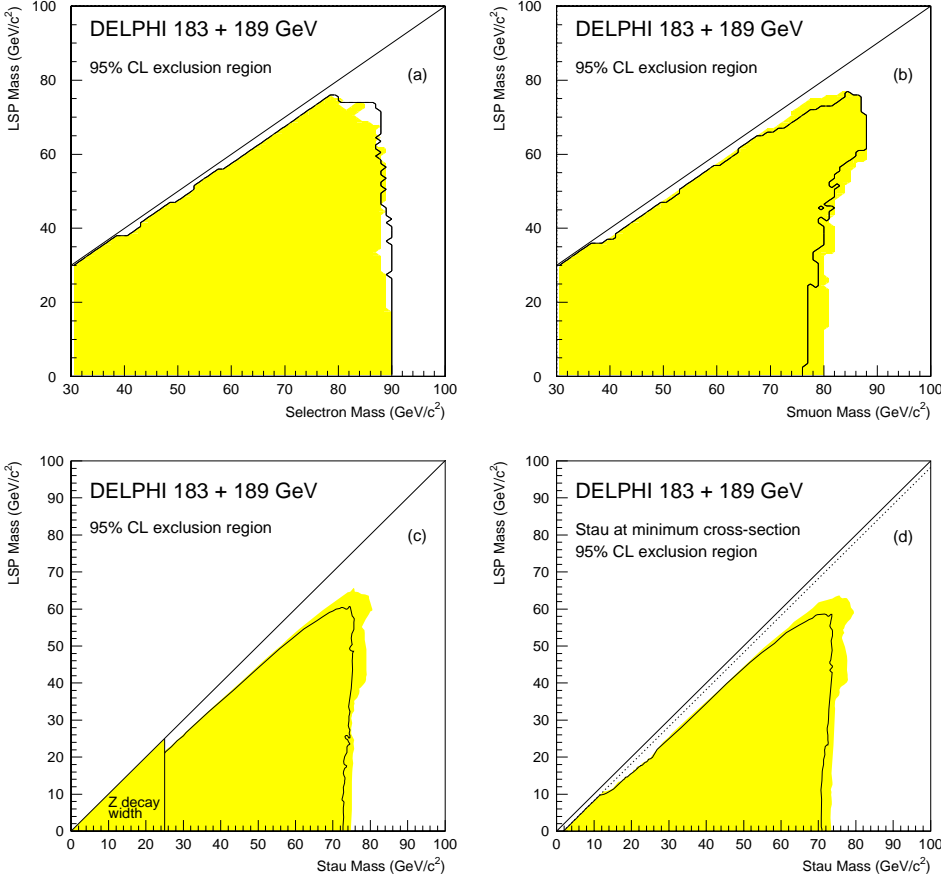 LSP Mass (GeV/c²)
DELPHI 183 + 189 GeV
95% CL exclusion region
(a)
100
80
60
40
20
0
30 40 50 60 70 80 90 100
Selectron Mass (GeV/c²)
LSP Mass (GeV/c²)
DELPHI 183 + 189 GeV
95% CL exclusion region
(b)
100
80
60
40
20
0
30 40 50 60 70 80 90 100
Smuon Mass (GeV/c²)
LSP Mass (GeV/c²)
DELPHI 183 + 189 GeV
95% CL exclusion region
(c)
100
90
80
70
60
50
40
30
20
10
0
Z decay
width
0 10 20 30 40 50 60 70 80 90 100
Stau Mass (GeV/c²)
LSP Mass (GeV/c²)
DELPHI 183 + 189 GeV
Stau at minimum cross-section
95% CL exclusion region
(d)
100
90
80
70
60
50
40
30
20
10
0
0 10 20 30 40 50 60 70 80 90 100
Stau Mass (GeV/c²)